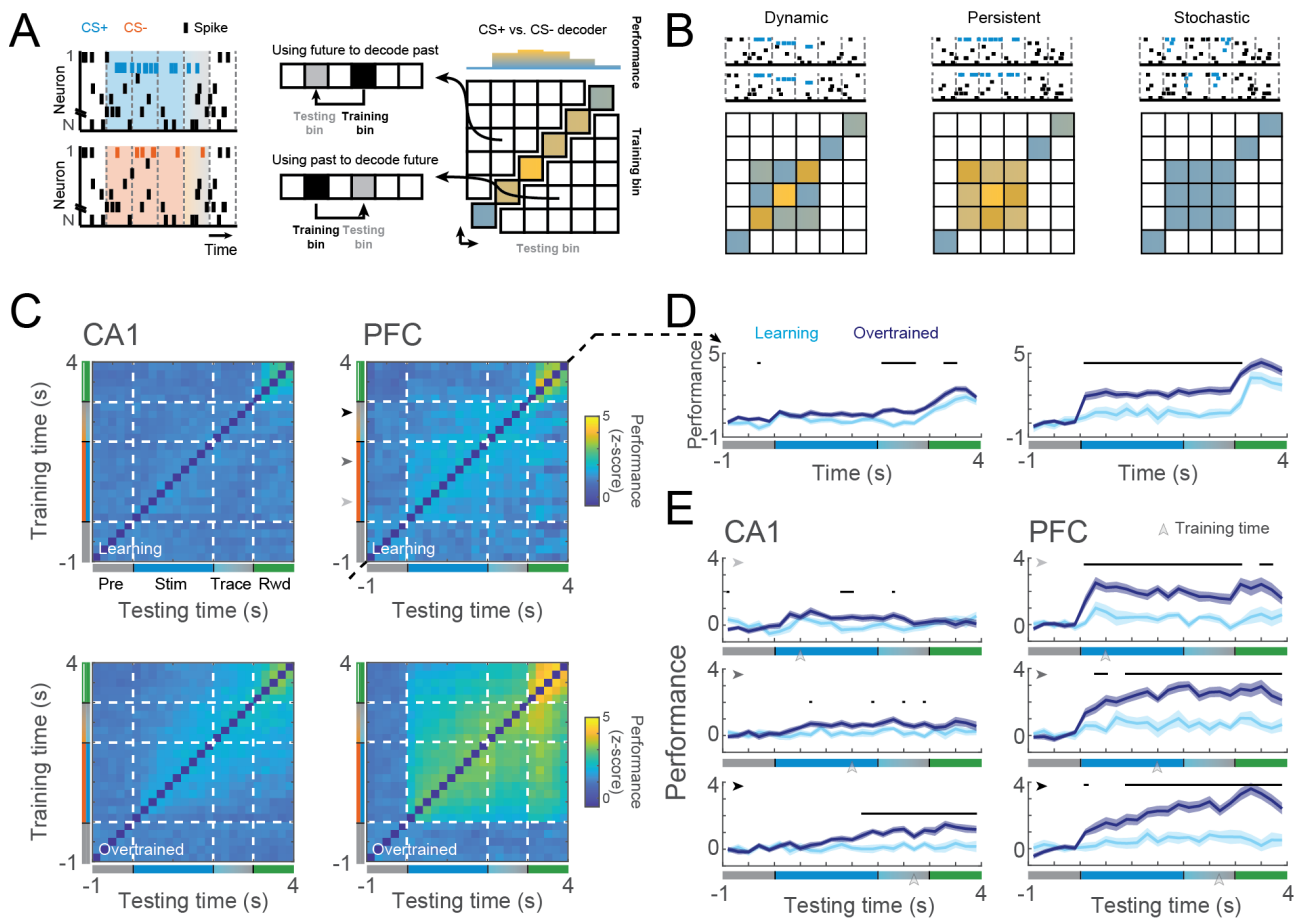 A
CS+ CS- Spike
1
Neuron
N
1
Neuron
N
Time
Using future to decode past
Testing bin
Training bin
Using past to decode future
Training bin
Testing bin
CS+ vs. CS- decoder
Performance
Training bin
Testing bin
B
Dynamic
Persistent
Stochastic
C
CA1
PFC
4
Training time (s)
-1
Learning
Pre Stim Trace Rwd
Testing time (s)
Learning
-1 4
Testing time (s)
5
0
Performance
(z-score)
4
Training time (s)
-1
Overtrained
-1 4
Testing time (s)
Overtrained
-1 4
Testing time (s)
5
0
Performance
(z-score)
D
Learning Overtrained
5
Performance
-1
-1 4
Time (s)
5
-1
-1 4
Time (s)
E
CA1
PFC
Training time
Performance
4
0
4
0
4
0
4
0
4
0
4
0
-1 4
Testing time (s)
-1 4
Testing time (s)